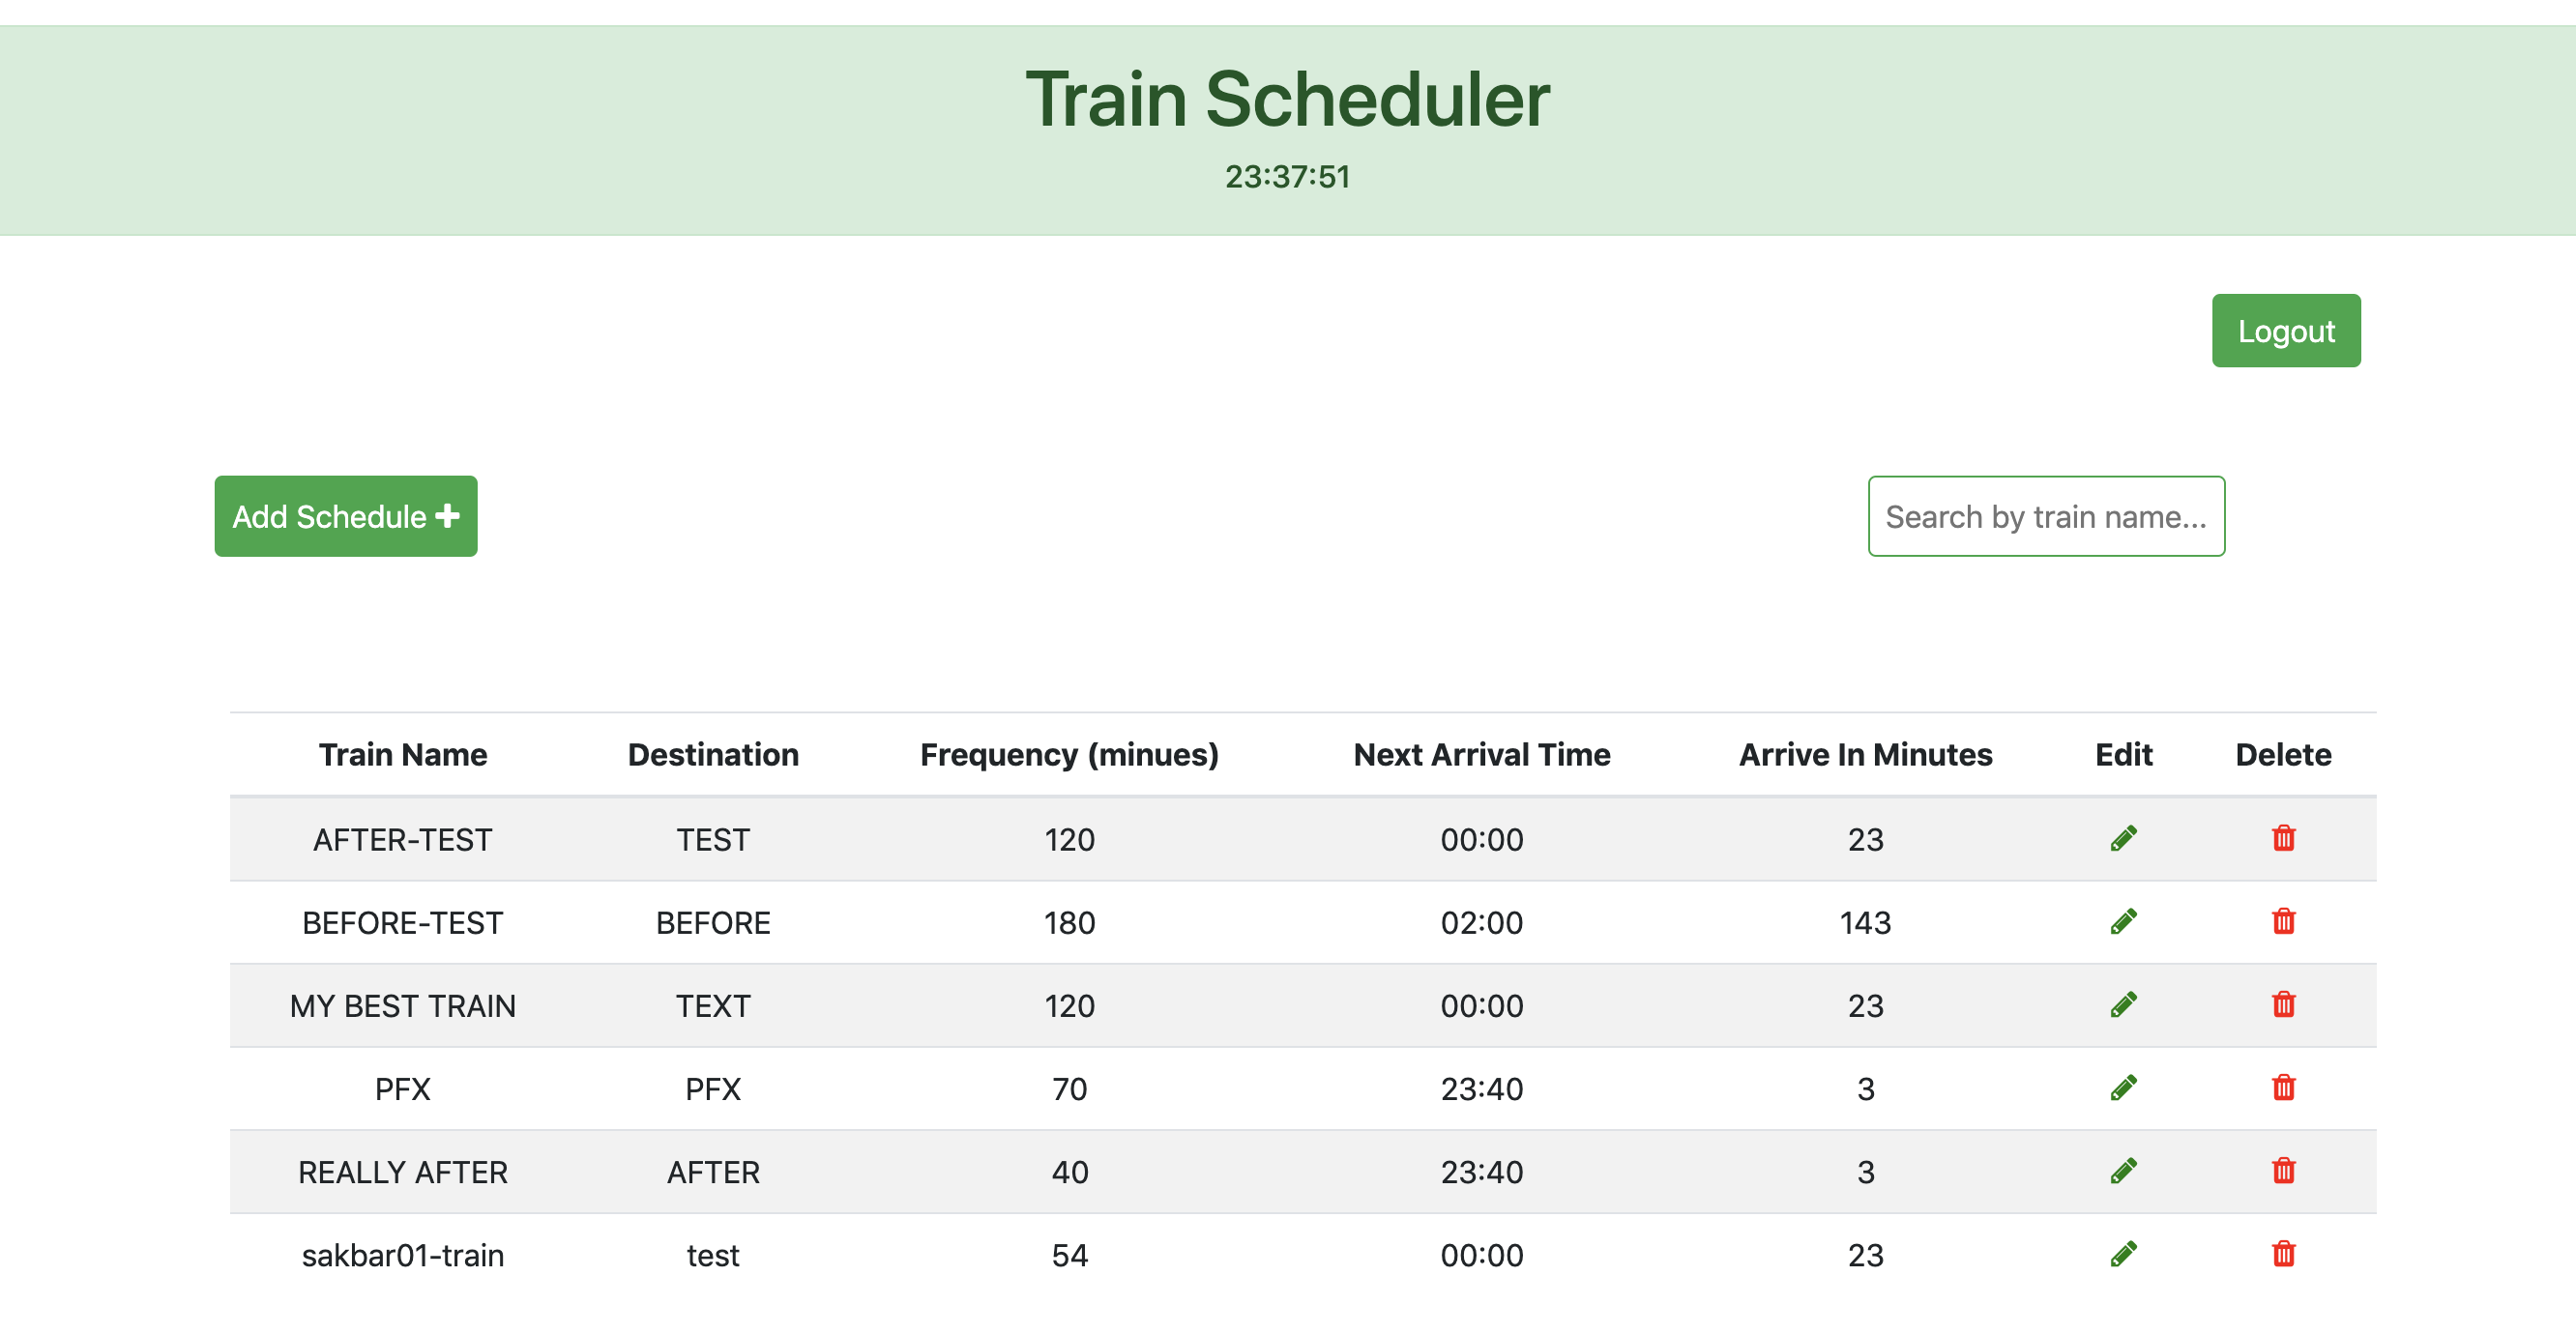 Train Scheduler
23:37:51
Logout
Add Schedule
Search by train name...
Train Name Destination Frequency (minues) Next Arrival Time Arrive In Minutes Edit Delete
AFTER-TEST TEST 120 00:00 23
BEFORE-TEST BEFORE 180 02:00 143
MY BEST TRAIN TEXT 120 00:00 23
PFX PFX 70 23:40 3
REALLY AFTER AFTER 40 23:40 3
sakbar01-train test 54 00:00 23